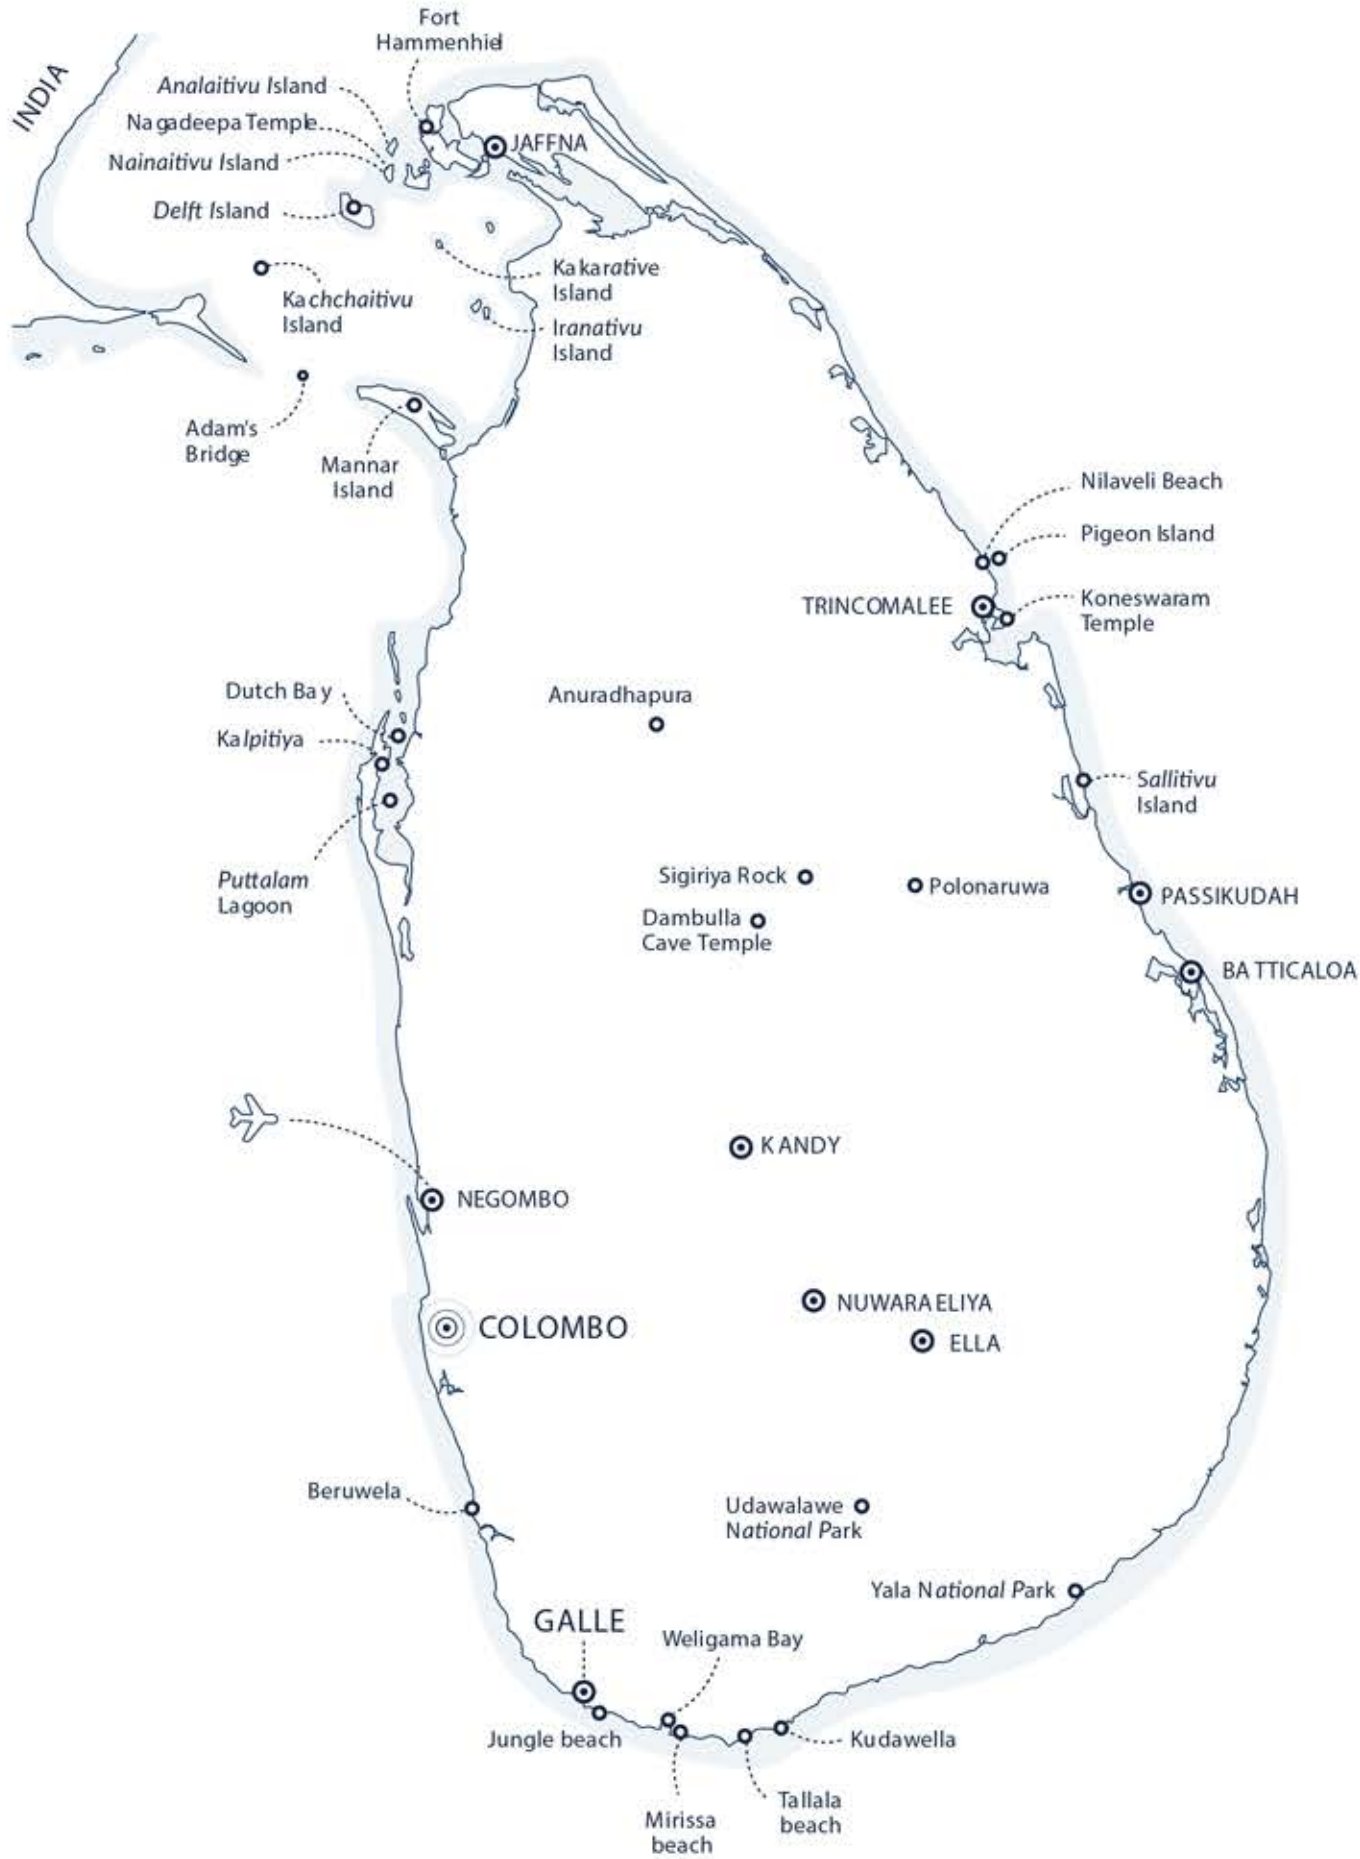 Fort
Hammenhiel
INDIA
Analaitivu Island
Nagadeepa Temple
JAFFNA
Nainaitivu Island
Delft Island
Kakarative
Island
Kachchaitivu
Island
Iranativu
Island
Adam's
Bridge
Mannar
Island
Nilaveli Beach
Pigeon Island
TRINCOMALEE
Koneswaram
Temple
Dutch Bay
Anuradhapura
Kalpitiya
Sallitivu
Island
Puttalam
Lagoon
Sigiriya Rock
Polonaruwa
PASSIKUDAH
Dambulla
Cave Temple
BATTICALOA
KANDY
NEGOMBO
NUWARA ELIYA
COLOMBO
ELLA
Beruwela
Udawalawe
National Park
Yala National Park
GALLE
Weligama Bay
Jungle beach
Kudawella
Tallala
beach
Mirissa
beach